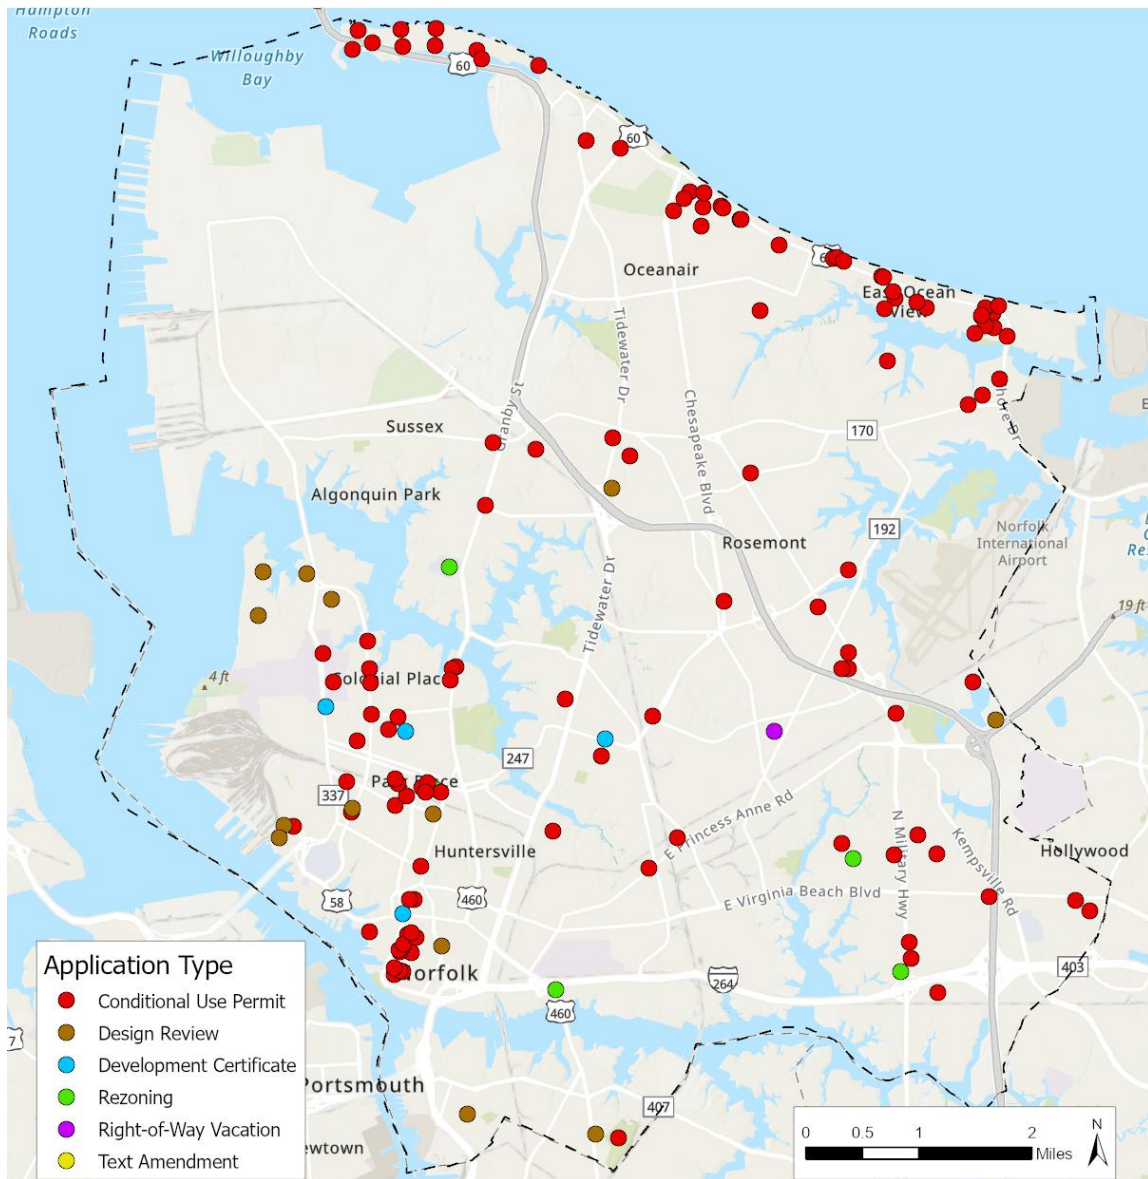 Hampton
Roads
Willoughby
Bay
60
60
Oceanair
East Ocean
View
Tidewater Dr
Chesapeake Blvd
Granby St
Sussex
170
Algonquin Park
192
Norfolk
International
Airport
Rosemont
Tidewater Dr
19 ft
4 ft
Colonial Place
247
337
Park Place
E Princess Anne Rd
Huntersville
N Military Hwy
Kempsville Rd
Hollywood
58
460
E Virginia Beach Blvd
Norfolk
264
403
460
407
Application Type
Conditional Use Permit
Design Review
Development Certificate
Rezoning
Right-of-Way Vacation
Text Amendment
Portsmouth
ewtown
0 0.5 1 2
Miles
N